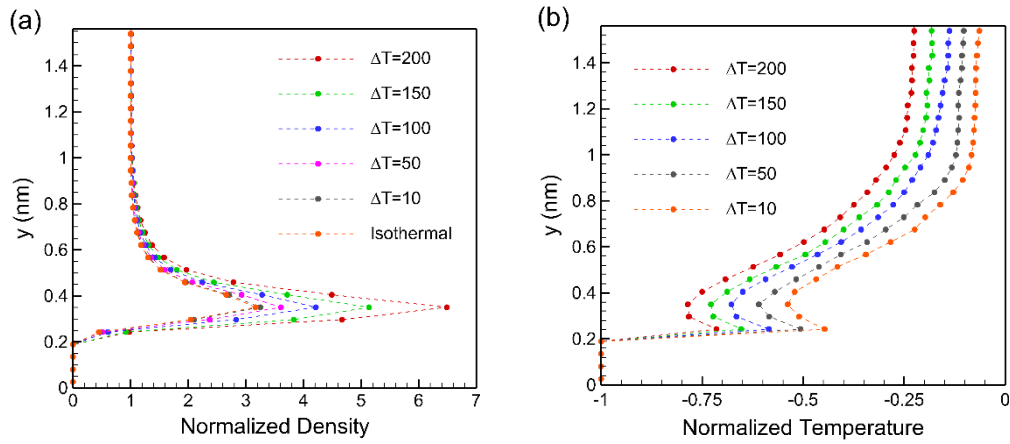 (a)
y (nm)
1.4
1.2
1
0.8
0.6
0.4
0.2
0
ΔT=200
ΔT=150
ΔT=100
ΔT=50
ΔT=10
Isothermal
0 1 2 3 4 5 6 7
Normalized Density
(b)
y (nm)
1.4
1.2
1
0.8
0.6
0.4
0.2
0
ΔT=200
ΔT=150
ΔT=100
ΔT=50
ΔT=10
-1 -0.75 -0.5 -0.25 0
Normalized Temperature